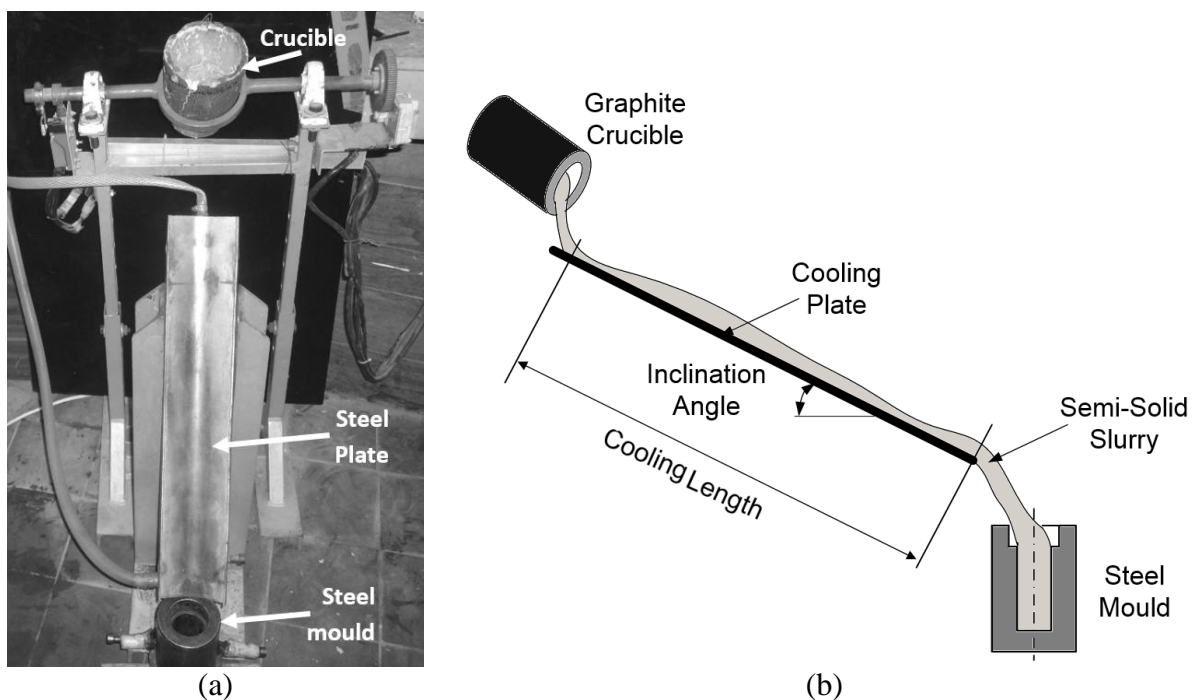 Crucible
Steel
Plate
Steel
mould
(a)
Graphite
Crucible
Cooling
Plate
Inclination
Angle
Semi-Solid
Slurry
Cooling Length
Steel
Mould
(b)